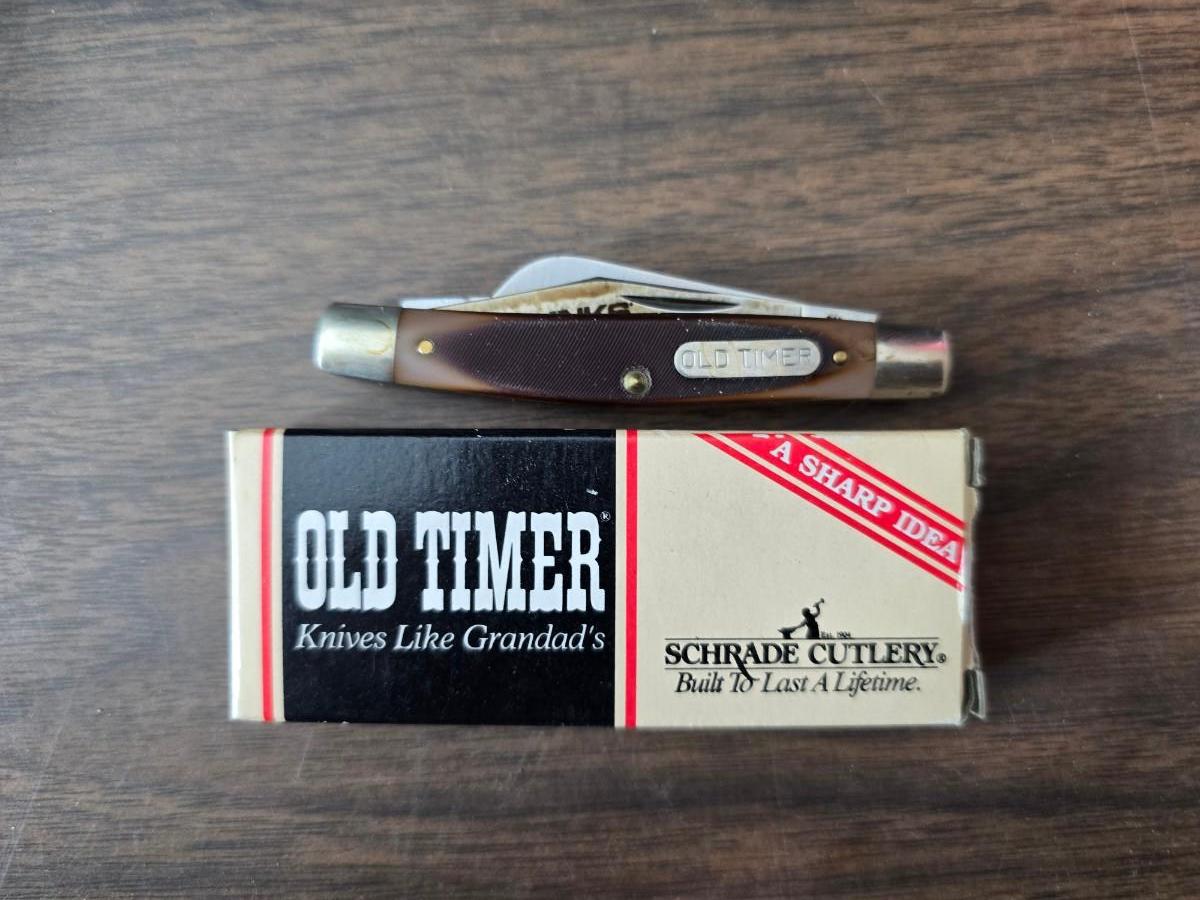 OLD TIMER
OLD TIMER®
Knives Like Grandad's
A SHARP IDEA
Est. 1904
SCHRADE CUTLERY®
Built To Last A Lifetime.